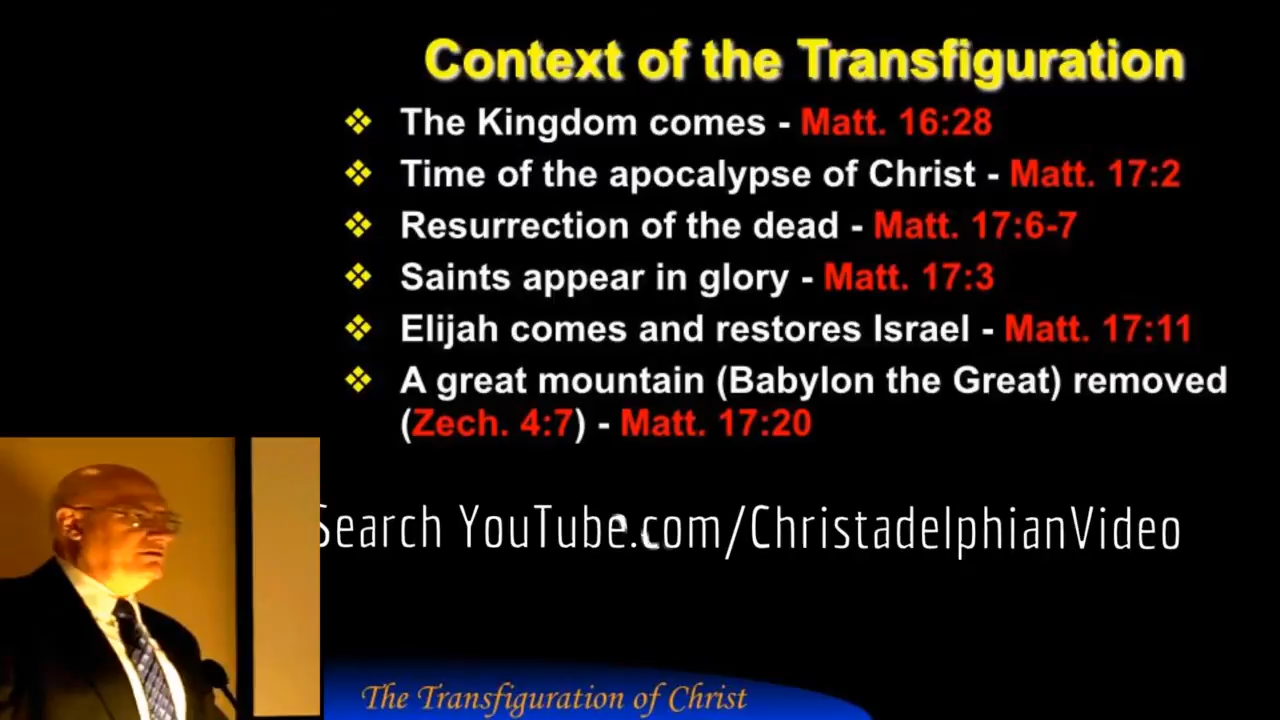 Context of the Transfiguration
❖ The Kingdom comes - Matt. 16:28
❖ Time of the apocalypse of Christ - Matt. 17:2
❖ Resurrection of the dead - Matt. 17:6-7
❖ Saints appear in glory - Matt. 17:3
❖ Elijah comes and restores Israel - Matt. 17:11
❖ A great mountain (Babylon the Great) removed
(Zech. 4:7) - Matt. 17:20
Search YouTube.com/ChristadelphianVideo
The Transfiguration of Christ